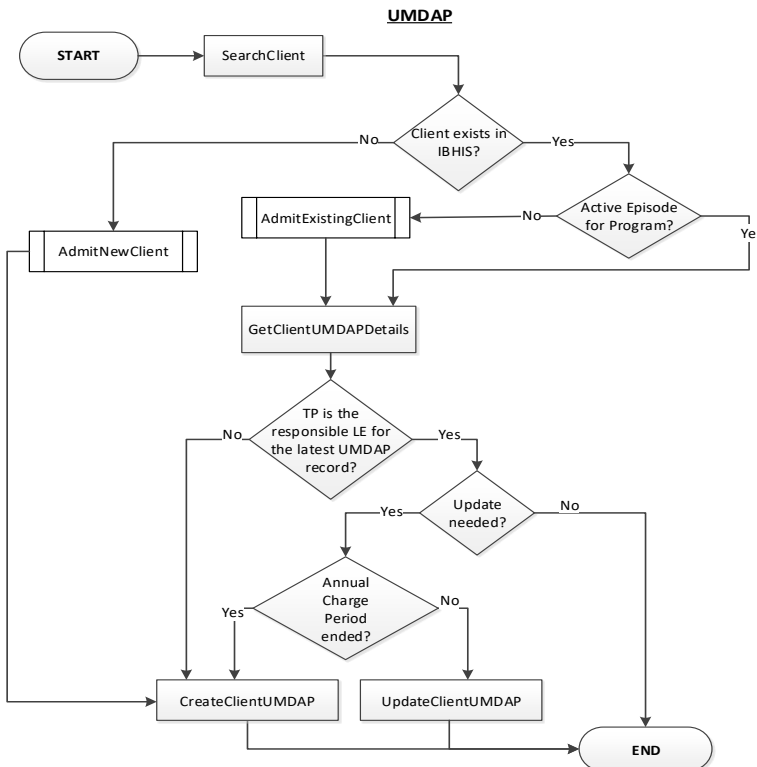 UMDAP
START
SearchClient
Client exists in
IBHIS?
No
Yes
Active Episode
for Program?
No
Ye
AdmitExistingClient
AdmitNewClient
GetClientUMDAPDetails
TP is the
responsible LE for
the latest UMDAP
record?
No
Yes
Update
needed?
Yes
No
Annual
Charge
Period
ended?
Yes
No
CreateClientUMDAP
UpdateClientUMDAP
END